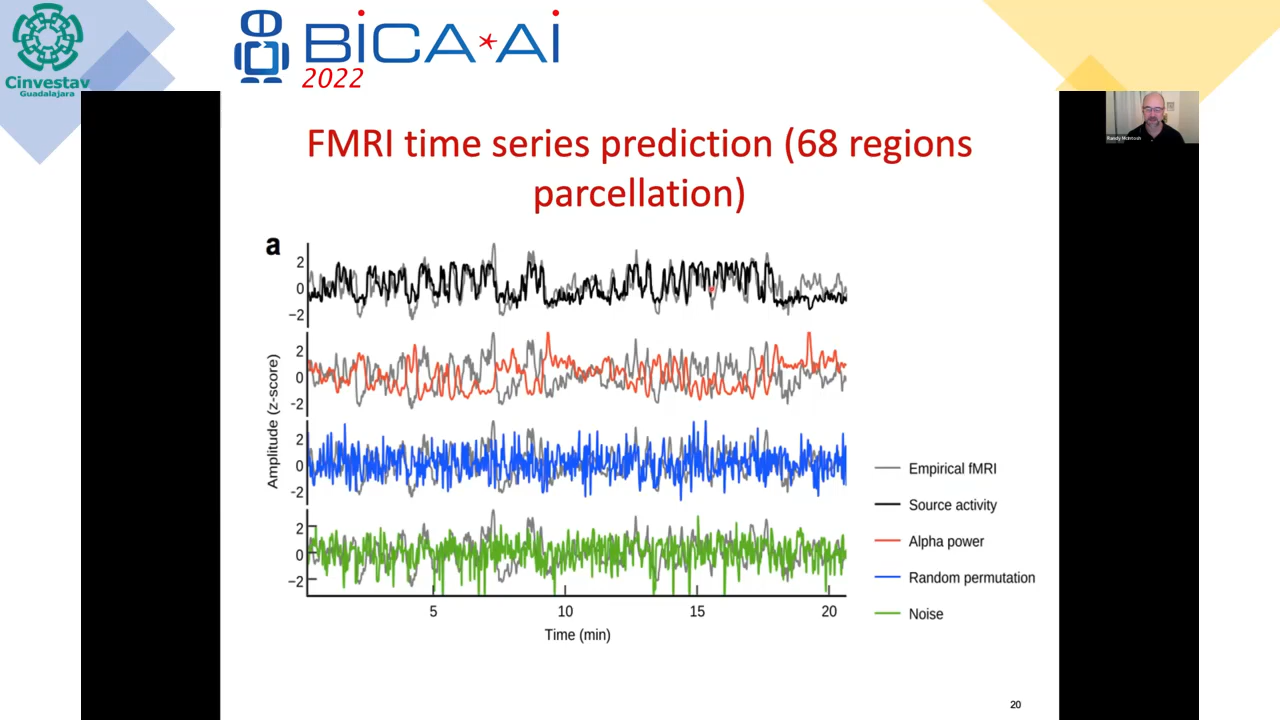 Cinvestav
Guadalajara
BiCA*Ai
2022
Randy McIntosh
FMRI time series prediction (68 regions
parcellation)
a
2
0
−2
2
0
-2
2
0
-2
2
0
−2
Amplitude (z-score)
5
10
15
20
Time (min)
Empirical fMRI
Source activity
Alpha power
Random permutation
Noise
20